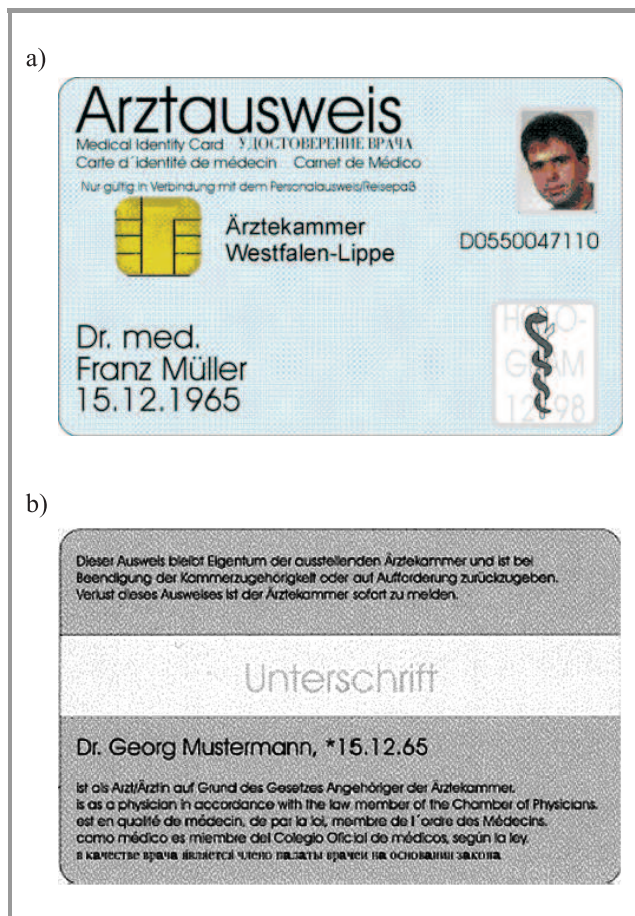 a)
Arztausweis
Medical Identity Card УДОСТОВЕРЕНИЕ ВРАЧА
Carte d´identité de médecin Carnet de Médico
Nur gültig in Verbindung mit dem Personalausweis/Reisepaß
Ärztekammer
Westfalen-Lippe
D0550047110
Dr. med.
Franz Müller
15.12.1965
HOLO-
GRAM
12/98
b)
Dieser Ausweis bleibt Eigentum der ausstellenden Ärztekammer und ist bei
Beendigung der Kammerzugehörigkeit oder auf Aufforderung zurückzugeben.
Verlust dieses Ausweises ist der Ärztekammer sofort zu melden.
Unterschrift
Dr. Georg Mustermann, *15.12.65
ist als Arzt/Ärztin auf Grund des Gesetzes Angehöriger der Ärztekammer.
is as a physician in accordance with the law member of the Chamber of Physicians.
est en qualité de médecin, de par la loi, membre de l´ordre des Médecins.
como médico es miembre del Colegio Oficial de médicos, según la ley.
в качестве врача является члено палаты врачеи на основании закона